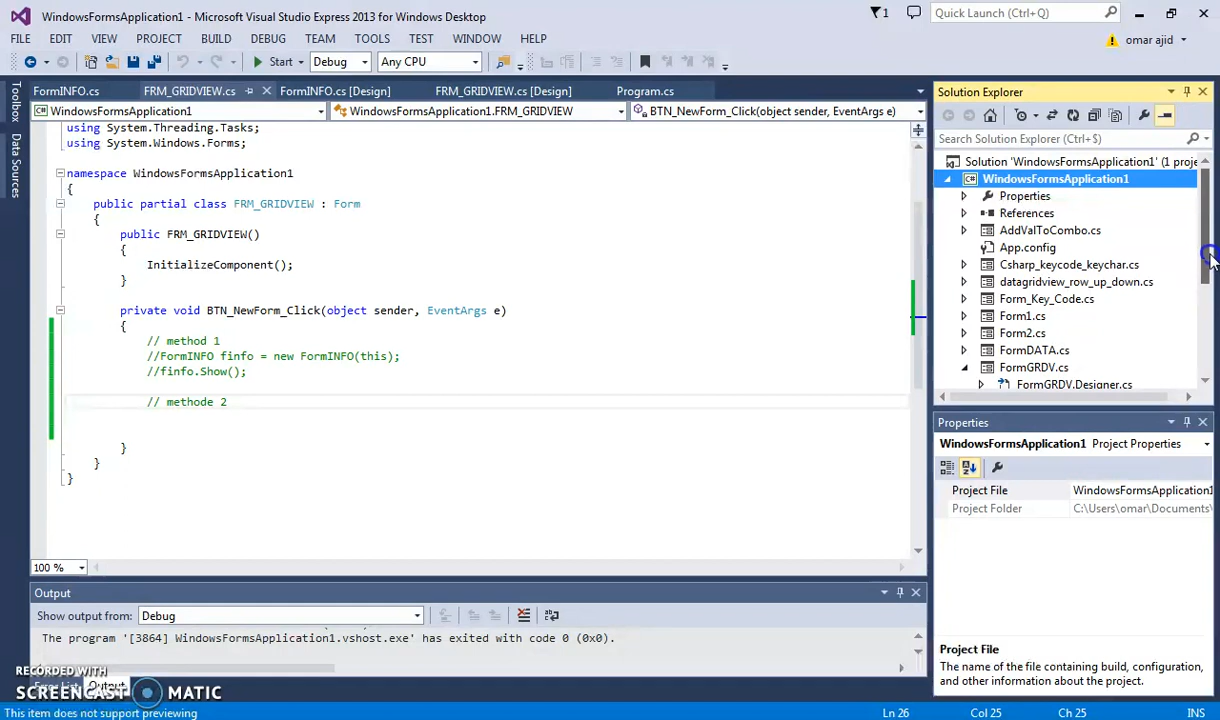 WindowsFormsApplication1 - Microsoft Visual Studio Express 2013 for Windows Desktop
1
Quick Launch (Ctrl+Q)
FILE EDIT VIEW PROJECT BUILD DEBUG TEAM TOOLS TEST WINDOW HELP
omar ajid
Start Debug Any CPU
Toolbox
Data Sources
FormINFO.cs FRM_GRIDVIEW.cs FormINFO.cs [Design] FRM_GRIDVIEW.cs [Design] Program.cs
WindowsFormsApplication1 WindowsFormsApplication1.FRM_GRIDVIEW BTN_NewForm_Click(object sender, EventArgs e)
using System.Threading.Tasks;
using System.Windows.Forms;
namespace WindowsFormsApplication1
{
public partial class FRM_GRIDVIEW : Form
{
public FRM_GRIDVIEW()
{
InitializeComponent();
}
private void BTN_NewForm_Click(object sender, EventArgs e)
{
// method 1
//FormINFO finfo = new FormINFO(this);
//finfo.Show();
// methode 2
}
}
}
100 %
Output
Show output from: Debug
The program '[3864] WindowsFormsApplication1.vshost.exe' has exited with code 0 (0x0).
Error List Output
RECORDED WITH
SCREENCAST MATIC
Solution Explorer
Search Solution Explorer (Ctrl+$)
Solution 'WindowsFormsApplication1' (1 proje
C# WindowsFormsApplication1
Properties
References
AddValToCombo.cs
App.config
Csharp_keycode_keychar.cs
datagridview_row_up_down.cs
Form_Key_Code.cs
Form1.cs
Form2.cs
FormDATA.cs
FormGRDV.cs
FormGRDV.Designer.cs
Properties
WindowsFormsApplication1 Project Properties
Project File WindowsFormsApplication1
Project Folder C:\Users\omar\Documents\
Project File
The name of the file containing build, configuration, and other information about the project.
This item does not support previewing
Ln 26 Col 25 Ch 25 INS